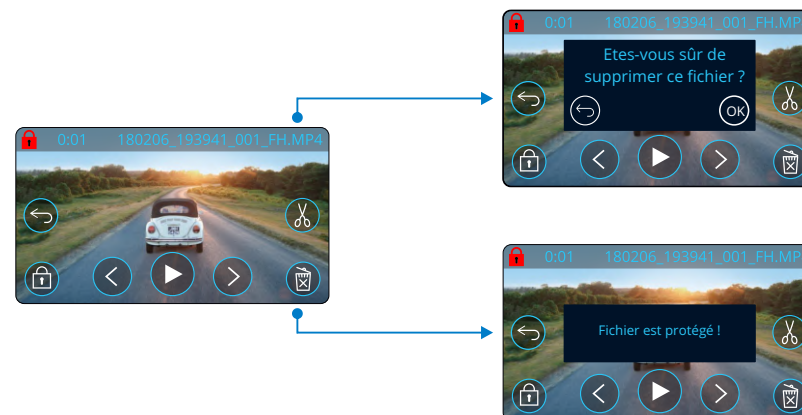 0:01 180206_193941_001_FH.MP
Etes-vous sûr de
supprimer ce fichier ?
OK
0:01 180206_193941_001_FH.MP4
0:01 180206_193941_001_FH.MP
Fichier est protégé !